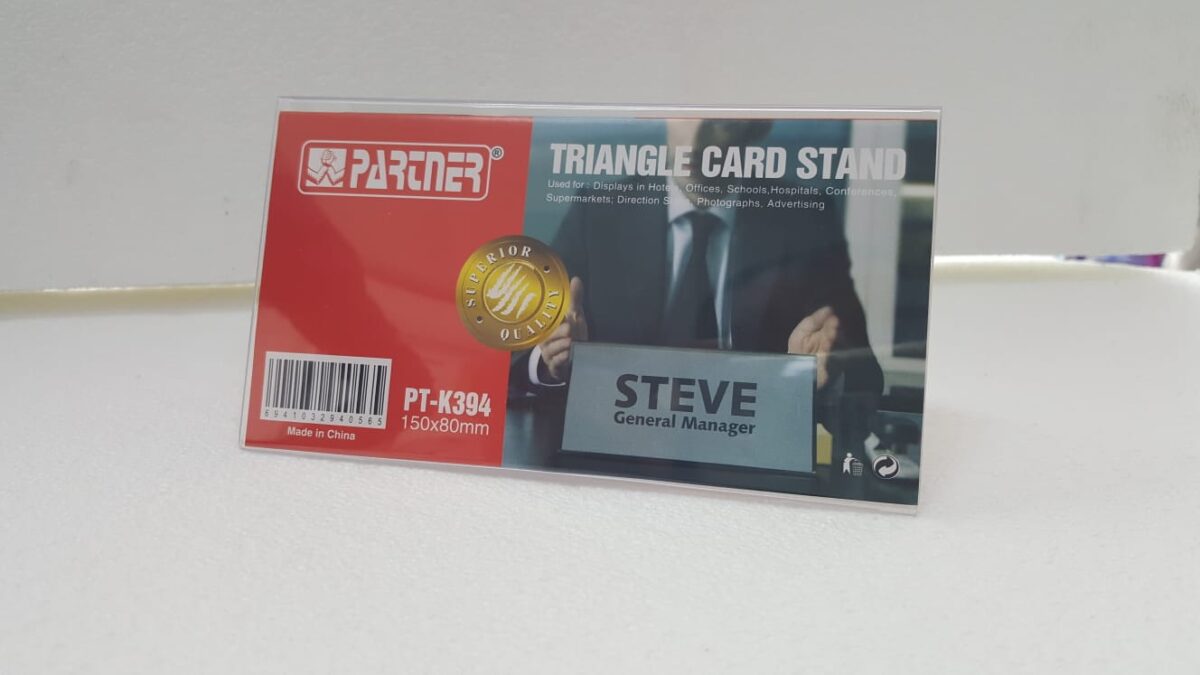 PARTNER®
TRIANGLE CARD STAND
Used for : Displays in Hotels, Offices, Schools,Hospitals, Conferences,
Supermarkets; Direction Signs, Photographs, Advertising
SUPERIOR
QUALITY
STEVE
General Manager
PT-K394
150x80mm
6941032940565
Made in China